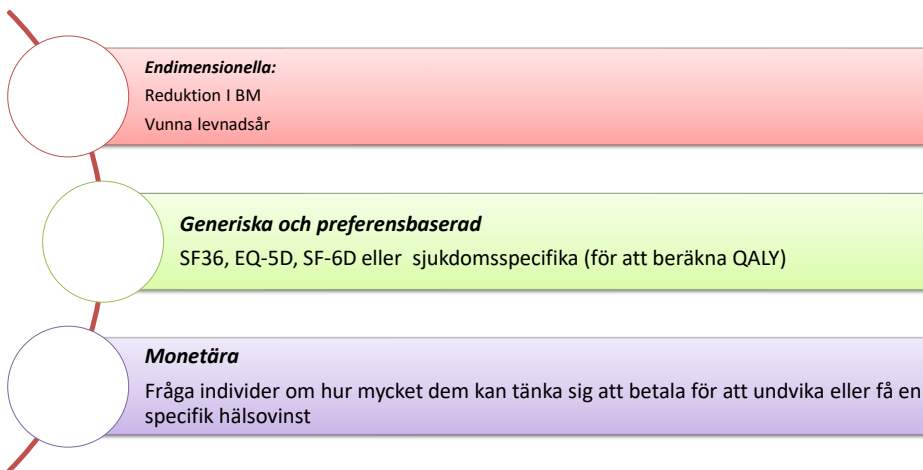 Endimensionella:
Reduktion I BM
Vunna levnadsår
Generiska och preferensbaserad
SF36, EQ-5D, SF-6D eller sjukdomsspecifika (för att beräkna QALY)
Monetära
Fråga individer om hur mycket dem kan tänka sig att betala för att undvika eller få en
specifik hälsovinst